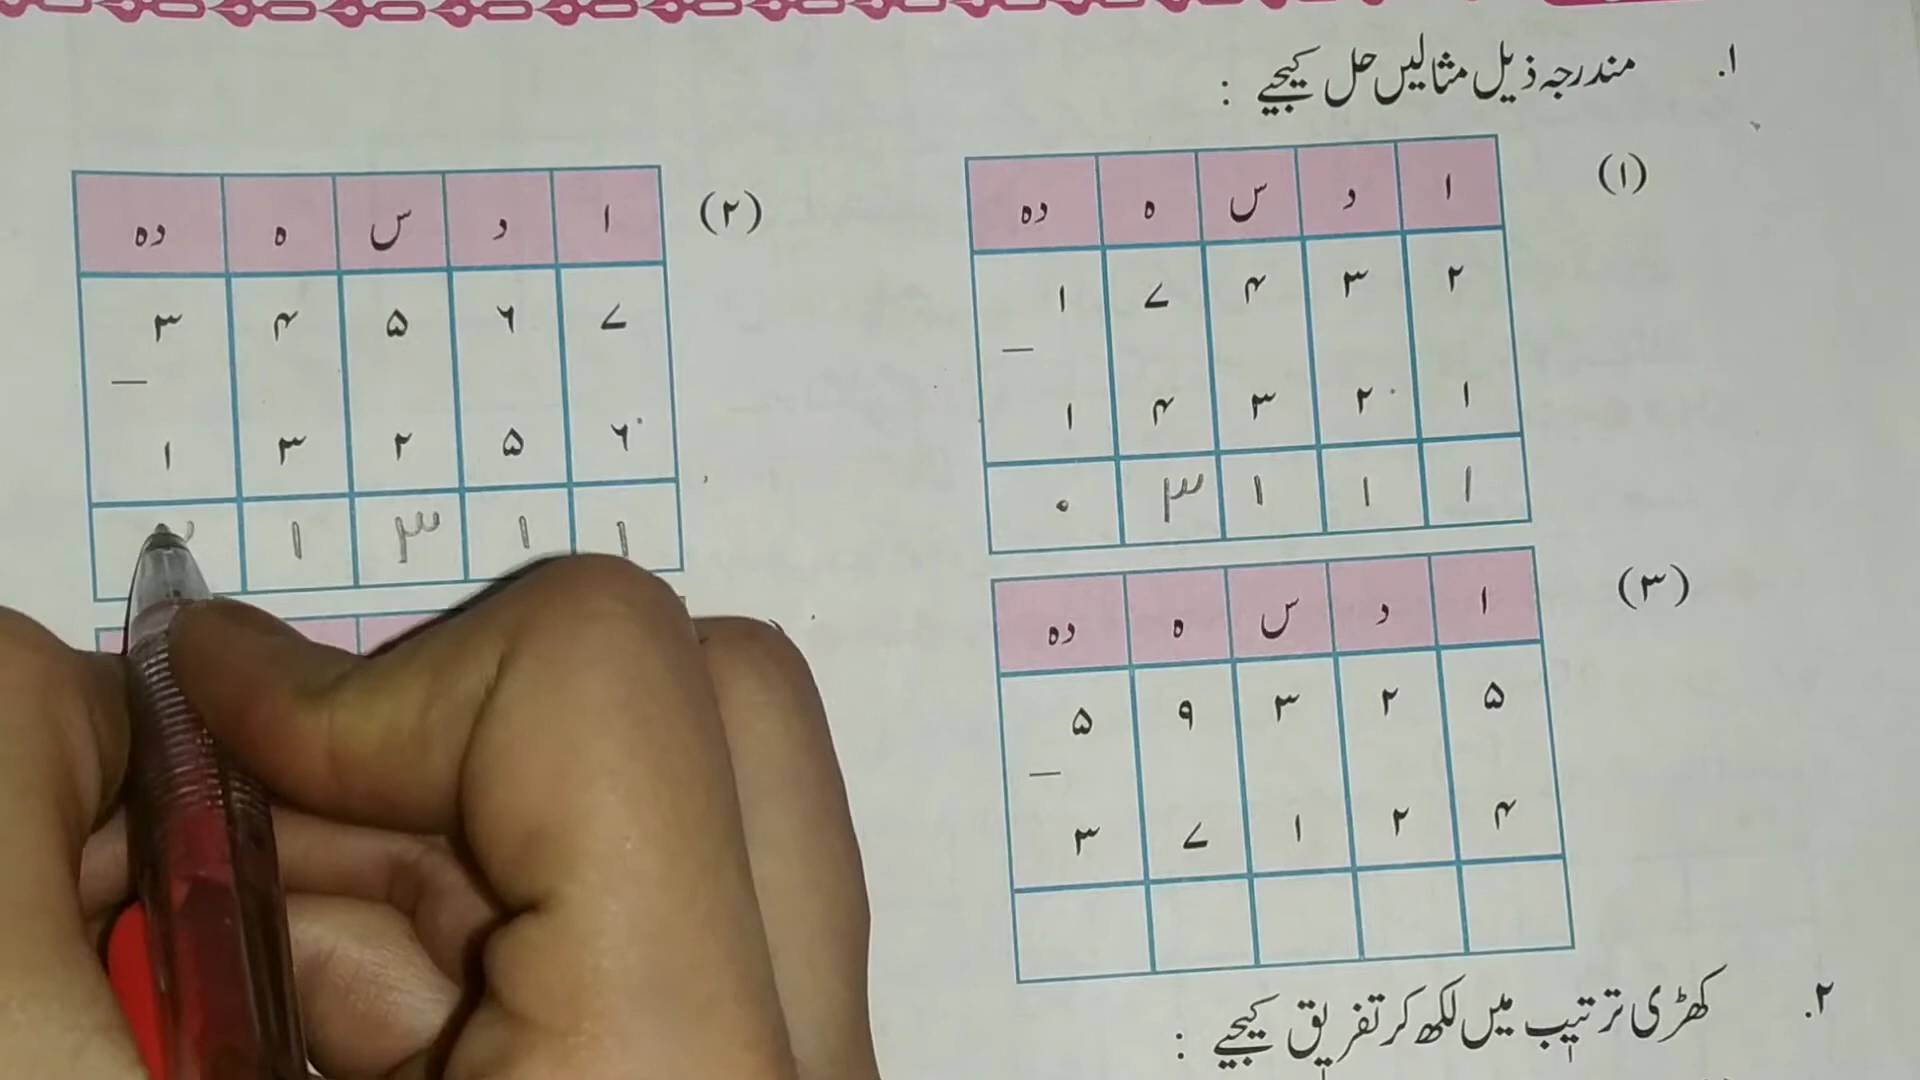 ۱. مندرجہ ذیل مثالیں حل کیجیے :
(۱)
دہ ہ س د ا
۱ ۷ ۴ ۳ ۲
−
۱ ۴ ۳ ۲ ۱
۰ ۳ ۱ ۱ ۱
(۲)
دہ ہ س د ا
۳ ۴ ۵ ۶ ۷
−
۱ ۳ ۲ ۵ ۶
۱ ۳ ۱ ۱
(۳)
دہ ہ س د ا
۵ ۹ ۳ ۲ ۵
−
۳ ۷ ۱ ۲ ۴
۲. کھڑی ترتیب میں لکھ کر تفریق کیجیے :